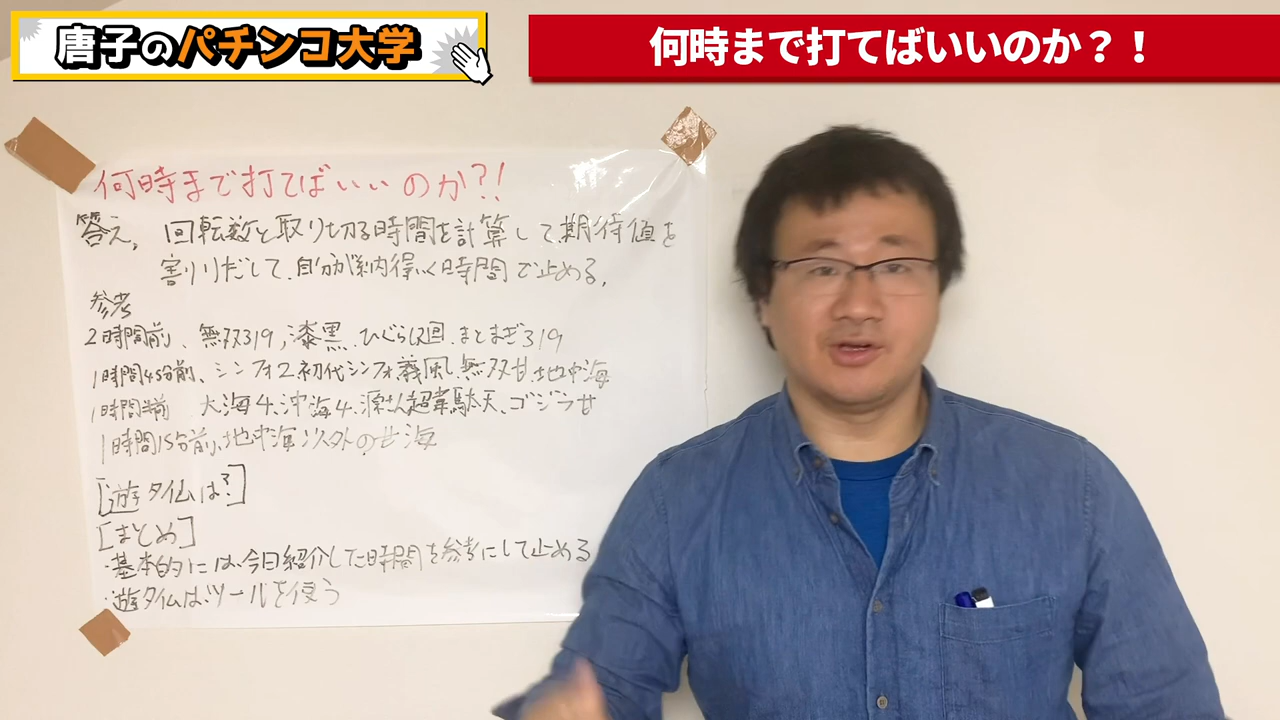 唐子のパチンコ大学
何時まで打てばいいのか？！
何時まで打てばいいのか?!
答え, 回転数と取り切る時間を計算して期待値を
割りだして、自分が納得いく時間で止める。
参考
2時間前、無双319,漆黒.ひぐらし2回.まどまぎ319
1時間45分前、シンフォ2初代シンフォ義風.無双甘.地中海
1時間半前 大海4.沖海4.源さん超韋駄天、ゴジラ甘
1時間15分前、地中海以外の甘海
[遊タイムは?]
[まとめ]
・基本的には、今日紹介した時間を参考にして止める
・遊タイムは、ツールを使う